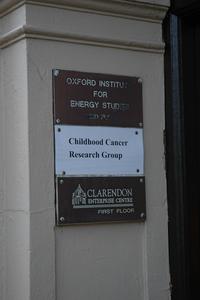 OXFORD INSTITUTE
FOR
ENERGY STUDIES
Childhood Cancer
Research Group
CLARENDON
ENTERPRISE CENTRE
FIRST FLOOR